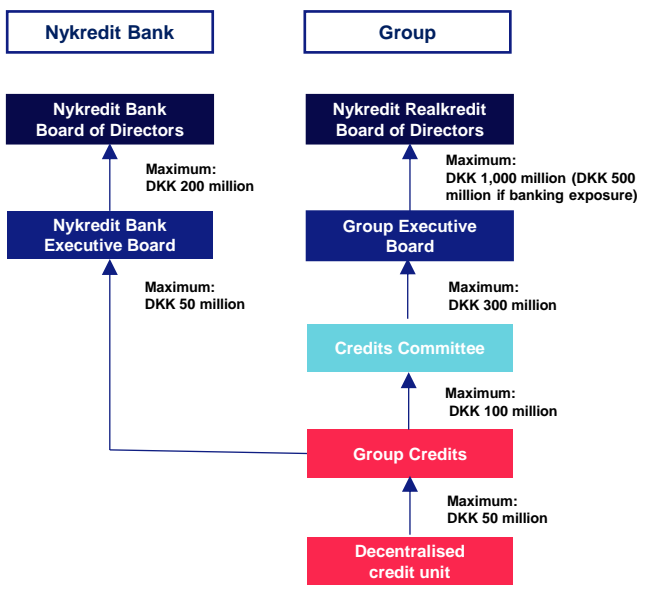 Nykredit Bank
Group
Nykredit Bank
Board of Directors
Nykredit Realkredit
Board of Directors
Maximum:
DKK 200 million
Maximum:
DKK 1,000 million (DKK 500
million if banking exposure)
Nykredit Bank
Executive Board
Group Executive
Board
Maximum:
DKK 50 million
Maximum:
DKK 300 million
Credits Committee
Maximum:
DKK 100 million
Group Credits
Maximum:
DKK 50 million
Decentralised
credit unit